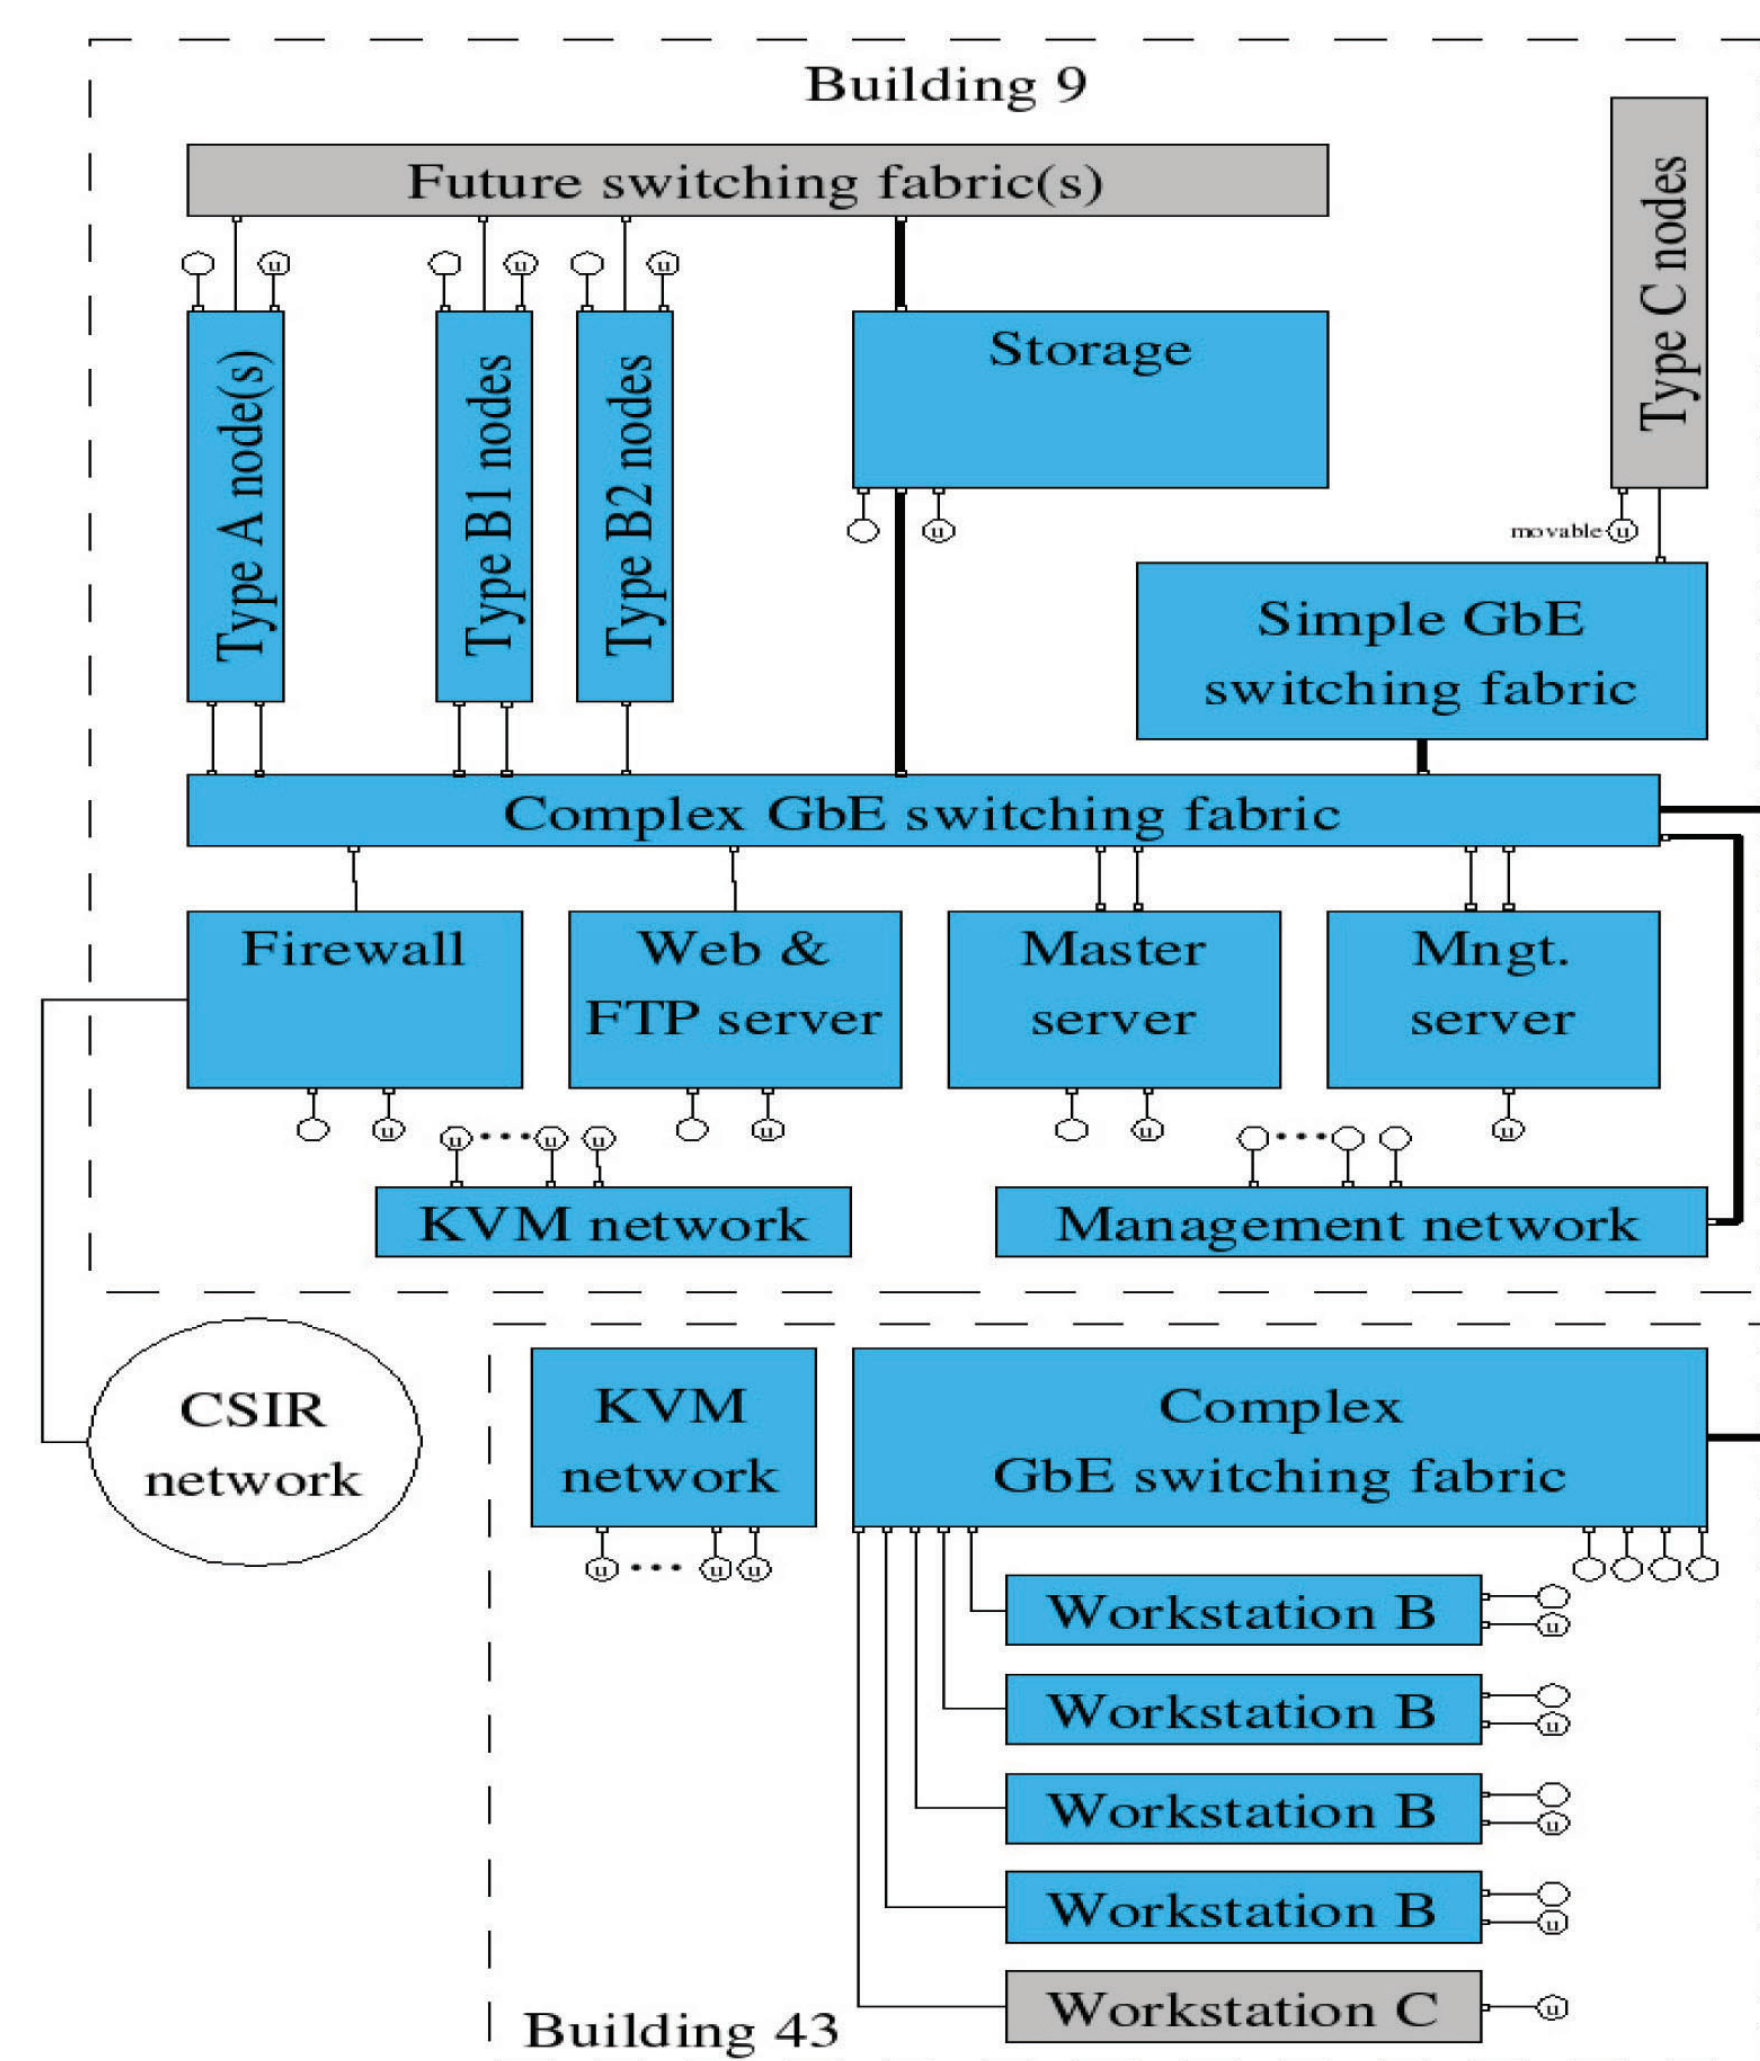 Building 9
Future switching fabric(s)
u
u
u
Type A node(s)
Type B1 nodes
Type B2 nodes
Storage
Type C nodes
u
movable
u
Simple GbE
switching fabric
Complex GbE switching fabric
Firewall
Web &
FTP server
Master
server
Mngt.
server
u
u
u
u
u
u
u
KVM network
Management network
CSIR
network
KVM
network
Complex
GbE switching fabric
u
u
u
Workstation B
u
Workstation B
u
Workstation B
u
Workstation B
u
Workstation C
u
Building 43